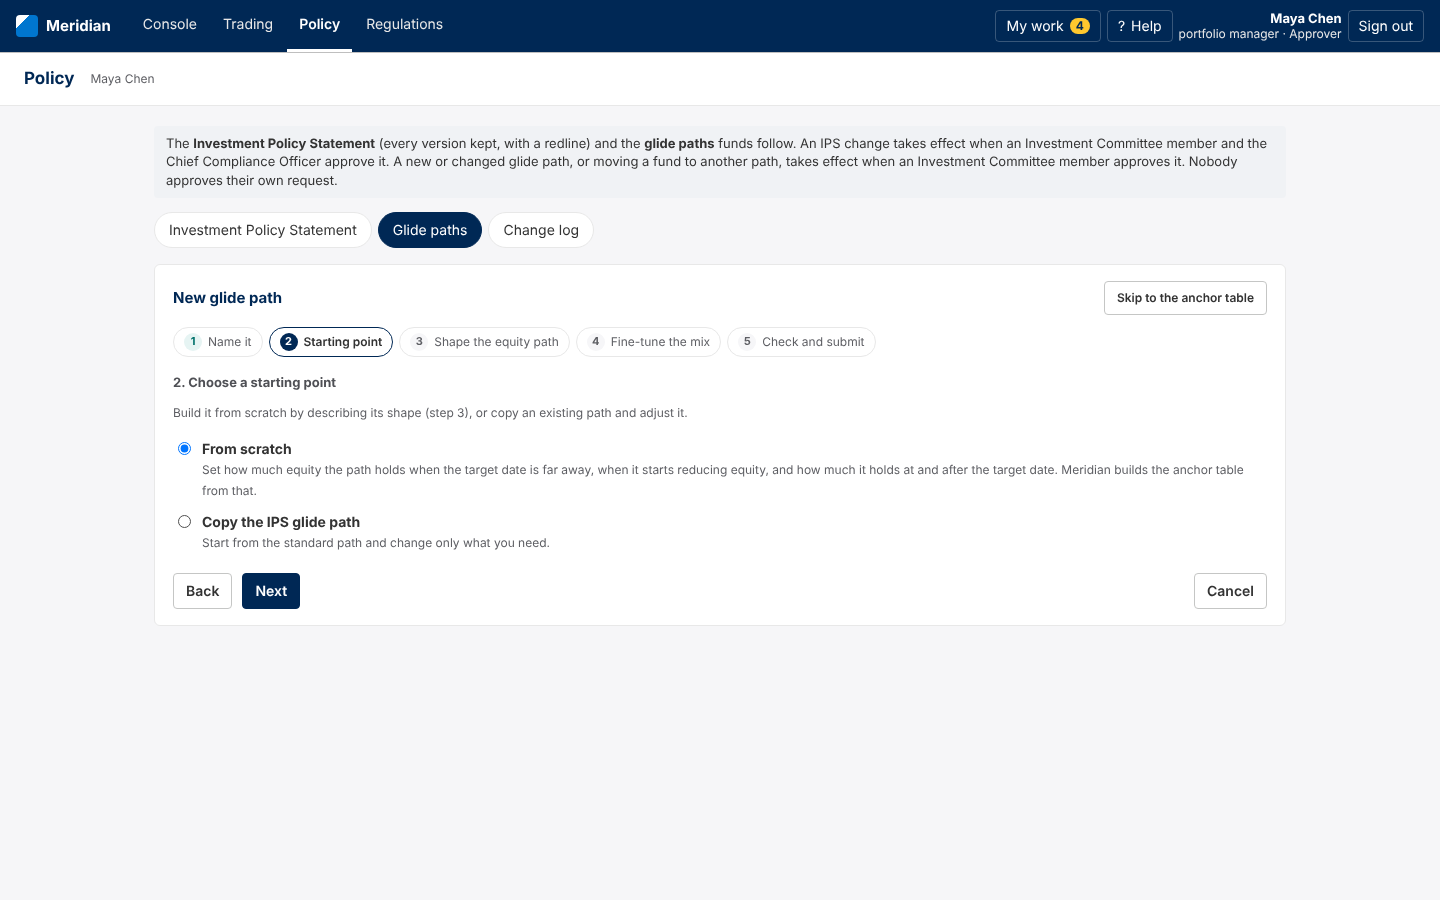 Meridian
Console
Trading
Policy
Regulations
My work 4
? Help
Maya Chen
portfolio manager · Approver
Sign out
Policy
Maya Chen
The Investment Policy Statement (every version kept, with a redline) and the glide paths funds follow. An IPS change takes effect when an Investment Committee member and the
Chief Compliance Officer approve it. A new or changed glide path, or moving a fund to another path, takes effect when an Investment Committee member approves it. Nobody
approves their own request.
Investment Policy Statement
Glide paths
Change log
New glide path
Skip to the anchor table
1 Name it
2 Starting point
3 Shape the equity path
4 Fine-tune the mix
5 Check and submit
2. Choose a starting point
Build it from scratch by describing its shape (step 3), or copy an existing path and adjust it.
From scratch
Set how much equity the path holds when the target date is far away, when it starts reducing equity, and how much it holds at and after the target date. Meridian builds the anchor table
from that.
Copy the IPS glide path
Start from the standard path and change only what you need.
Back
Next
Cancel